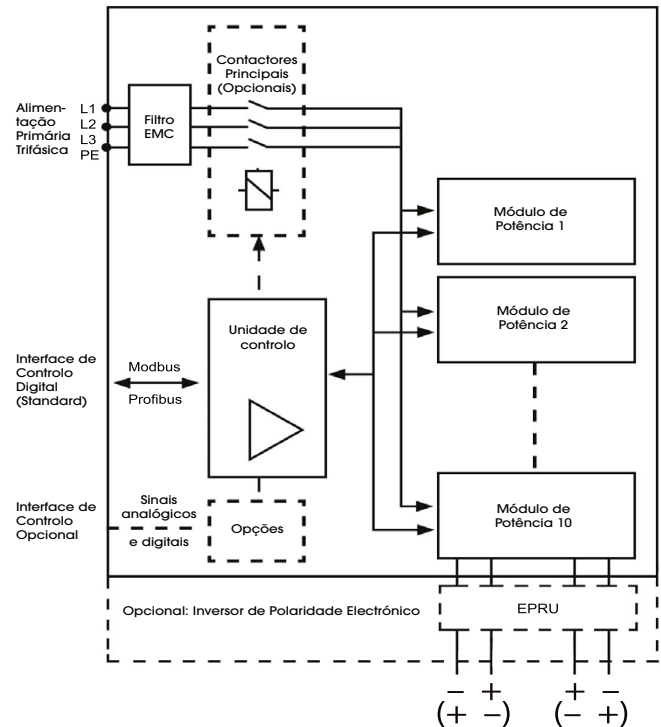 Contactores
Principais
(Opcionais)
Alimen-
tação
Primária
Trifásica
L1
L2
L3
PE
Filtro
EMC
Módulo de
Potência 1
Módulo de
Potência 2
Unidade de
controlo
Interface de
Controlo
Digital
(Standard)
Modbus
Profibus
Interface de
Controlo
Opcional
Sinais
analógicos
e digitais
Opções
Módulo de
Potência 10
Opcional: Inversor de Polaridade Electrónico
EPRU
− + + −
(+ −) (− +)